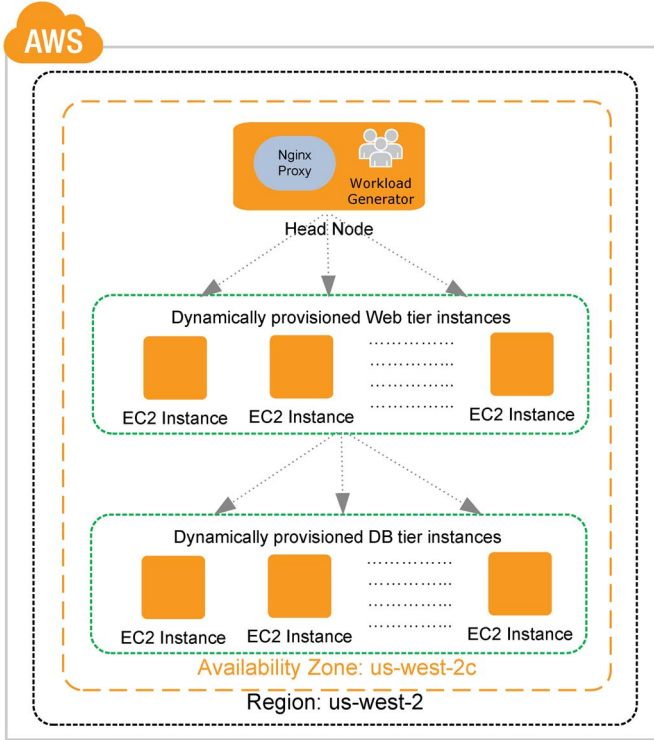 AWS
Nginx
Proxy
Workload
Generator
Head Node
Dynamically provisioned Web tier instances
EC2 Instance
EC2 Instance
EC2 Instance
Dynamically provisioned DB tier instances
EC2 Instance
EC2 Instance
EC2 Instance
Availability Zone: us-west-2c
Region: us-west-2